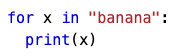 for x in "banana":
  print(x)